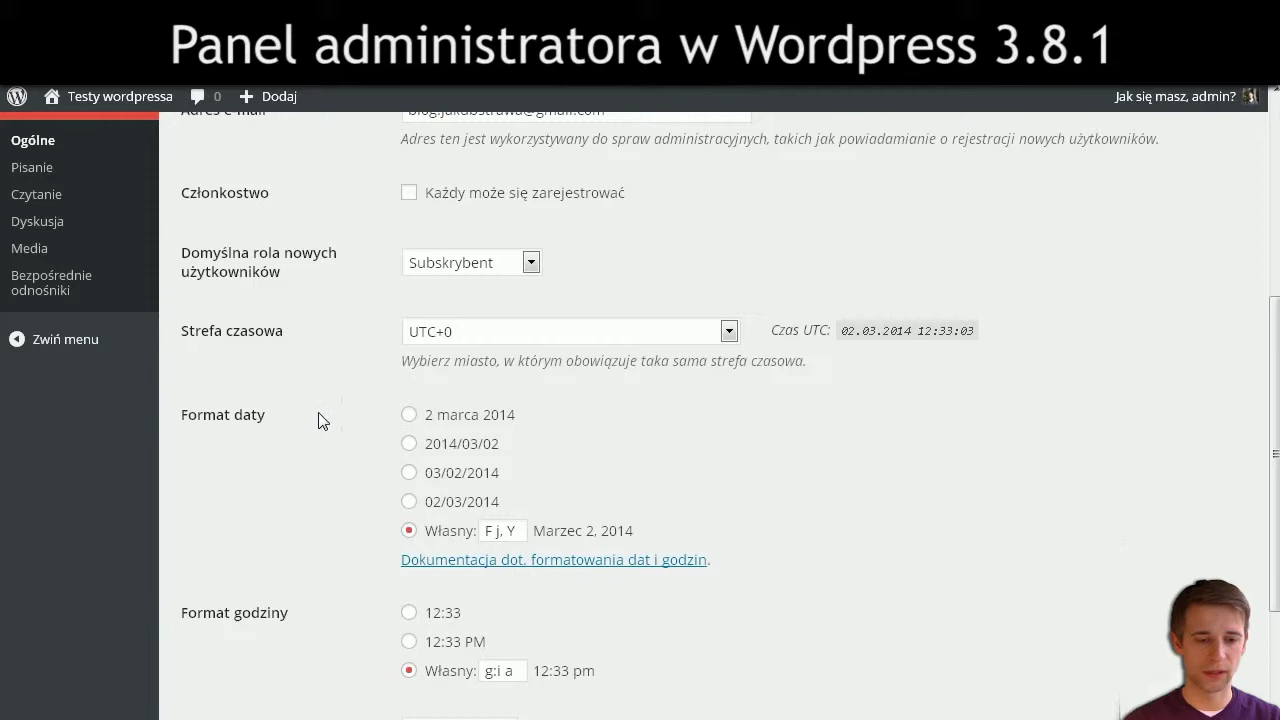 Panel administratora w Wordpress 3.8.1
Testy wordpressa 0 Dodaj Jak się masz, admin?
Ogólne
Pisanie
Czytanie
Dyskusja
Media
Bezpośrednie
odnośniki
Zwiń menu
Adres e-mail
Adres ten jest wykorzystywany do spraw administracyjnych, takich jak powiadamianie o rejestracji nowych użytkowników.
Członkostwo Każdy może się zarejestrować
Domyślna rola nowych
użytkowników
Subskrybent
Strefa czasowa UTC+0 Czas UTC: 02.03.2014 12:33:03
Wybierz miasto, w którym obowiązuje taka sama strefa czasowa.
Format daty 2 marca 2014
2014/03/02
03/02/2014
02/03/2014
Własny: F j, Y Marzec 2, 2014
Dokumentacja dot. formatowania dat i godzin.
Format godziny 12:33
12:33 PM
Własny: g:i a 12:33 pm